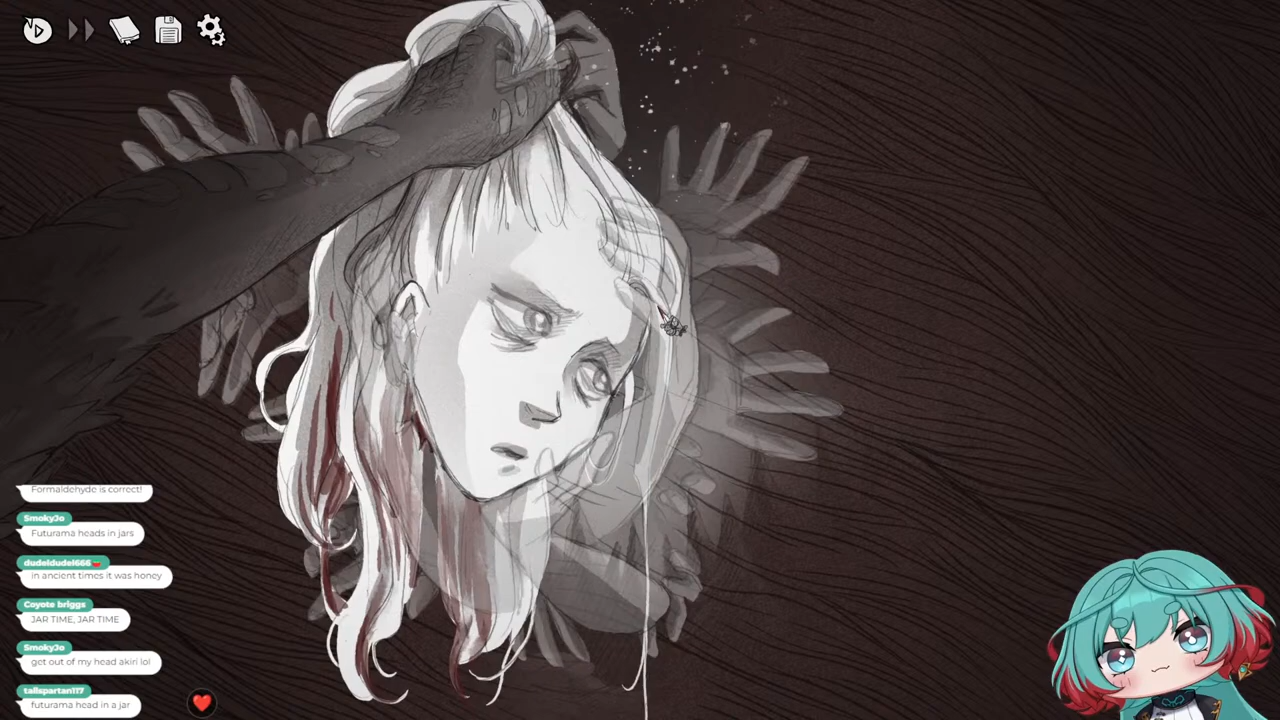 Formaldehyde is correct!
SmokyJo
Futurama heads in jars
dudeldudel666
in ancient times it was honey
Coyote briggs
JAR TIME, JAR TIME
SmokyJo
get out of my head akiri lol
tallspartan117
futurama head in a jar